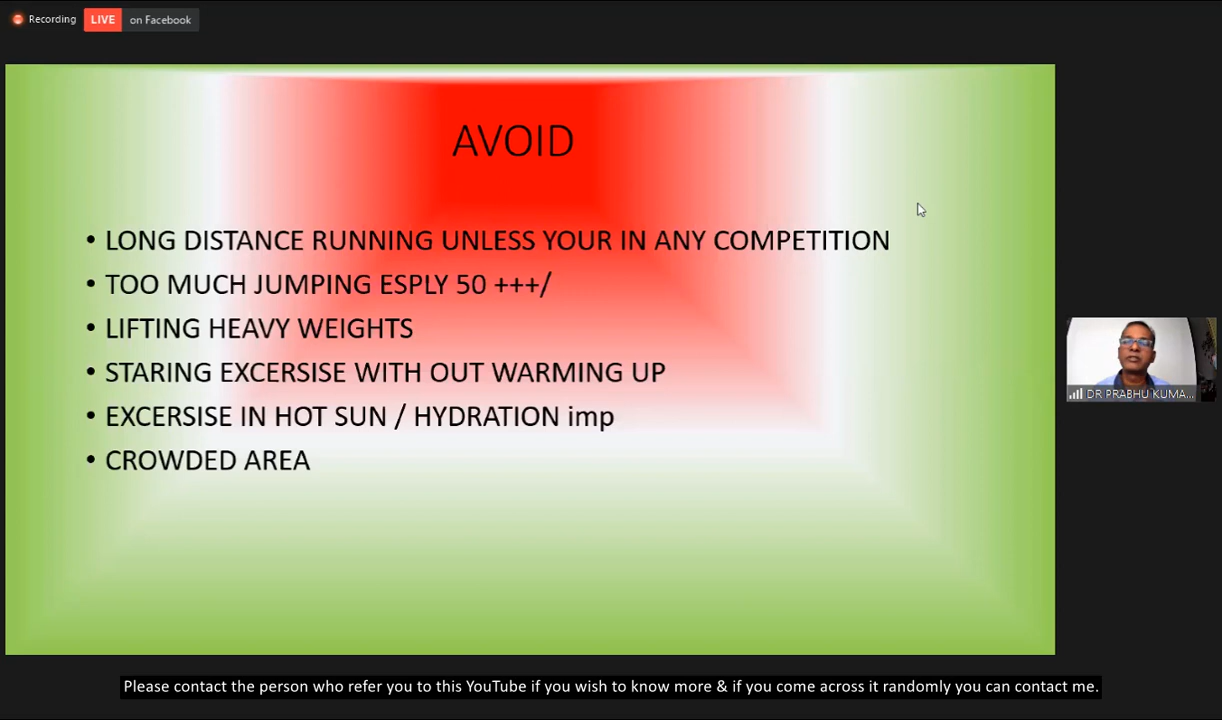 Recording LIVE on Facebook
AVOID
• LONG DISTANCE RUNNING UNLESS YOUR IN ANY COMPETITION
• TOO MUCH JUMPING ESPLY 50 +++/
• LIFTING HEAVY WEIGHTS
• STARING EXCERSISE WITH OUT WARMING UP
• EXCERSISE IN HOT SUN / HYDRATION imp
• CROWDED AREA
DR PRABHU KUMA...
Please contact the person who refer you to this YouTube if you wish to know more & if you come across it randomly you can contact me.